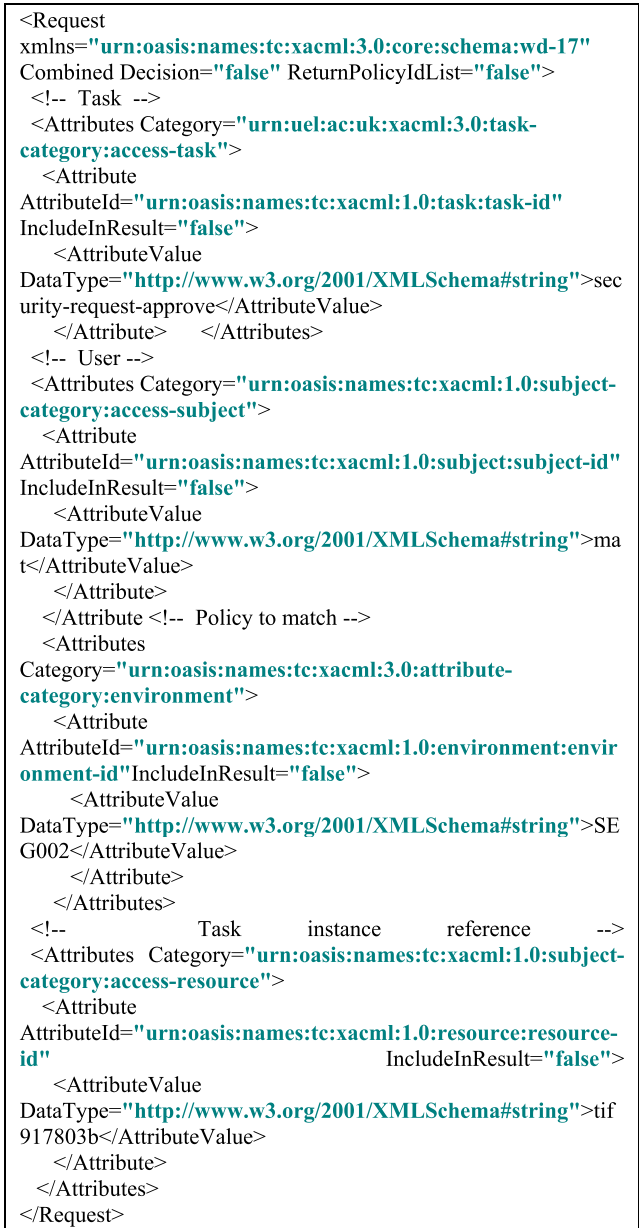 <Request
xmlns="urn:oasis:names:tc:xacml:3.0:core:schema:wd-17"
Combined Decision="false" ReturnPolicyIdList="false">
<!-- Task -->
<Attributes Category="urn:uel:ac:uk:xacml:3.0:task-
category:access-task">
<Attribute
AttributeId="urn:oasis:names:tc:xacml:1.0:task:task-id"
IncludeInResult="false">
<AttributeValue
DataType="http://www.w3.org/2001/XMLSchema#string">sec
urity-request-approve</AttributeValue>
</Attribute> </Attributes>
<!-- User -->
<Attributes Category="urn:oasis:names:tc:xacml:1.0:subject-
category:access-subject">
<Attribute
AttributeId="urn:oasis:names:tc:xacml:1.0:subject:subject-id"
IncludeInResult="false">
<AttributeValue
DataType="http://www.w3.org/2001/XMLSchema#string">ma
t</AttributeValue>
</Attribute>
</Attribute <!-- Policy to match -->
<Attributes
Category="urn:oasis:names:tc:xacml:3.0:attribute-
category:environment">
<Attribute
AttributeId="urn:oasis:names:tc:xacml:1.0:environment:envir
onment-id"IncludeInResult="false">
<AttributeValue
DataType="http://www.w3.org/2001/XMLSchema#string">SE
G002</AttributeValue>
</Attribute>
</Attributes>
<!-- Task instance reference -->
<Attributes Category="urn:oasis:names:tc:xacml:1.0:subject-
category:access-resource">
<Attribute
AttributeId="urn:oasis:names:tc:xacml:1.0:resource:resource-
id" IncludeInResult="false">
<AttributeValue
DataType="http://www.w3.org/2001/XMLSchema#string">tif
917803b</AttributeValue>
</Attribute>
</Attributes>
</Request>